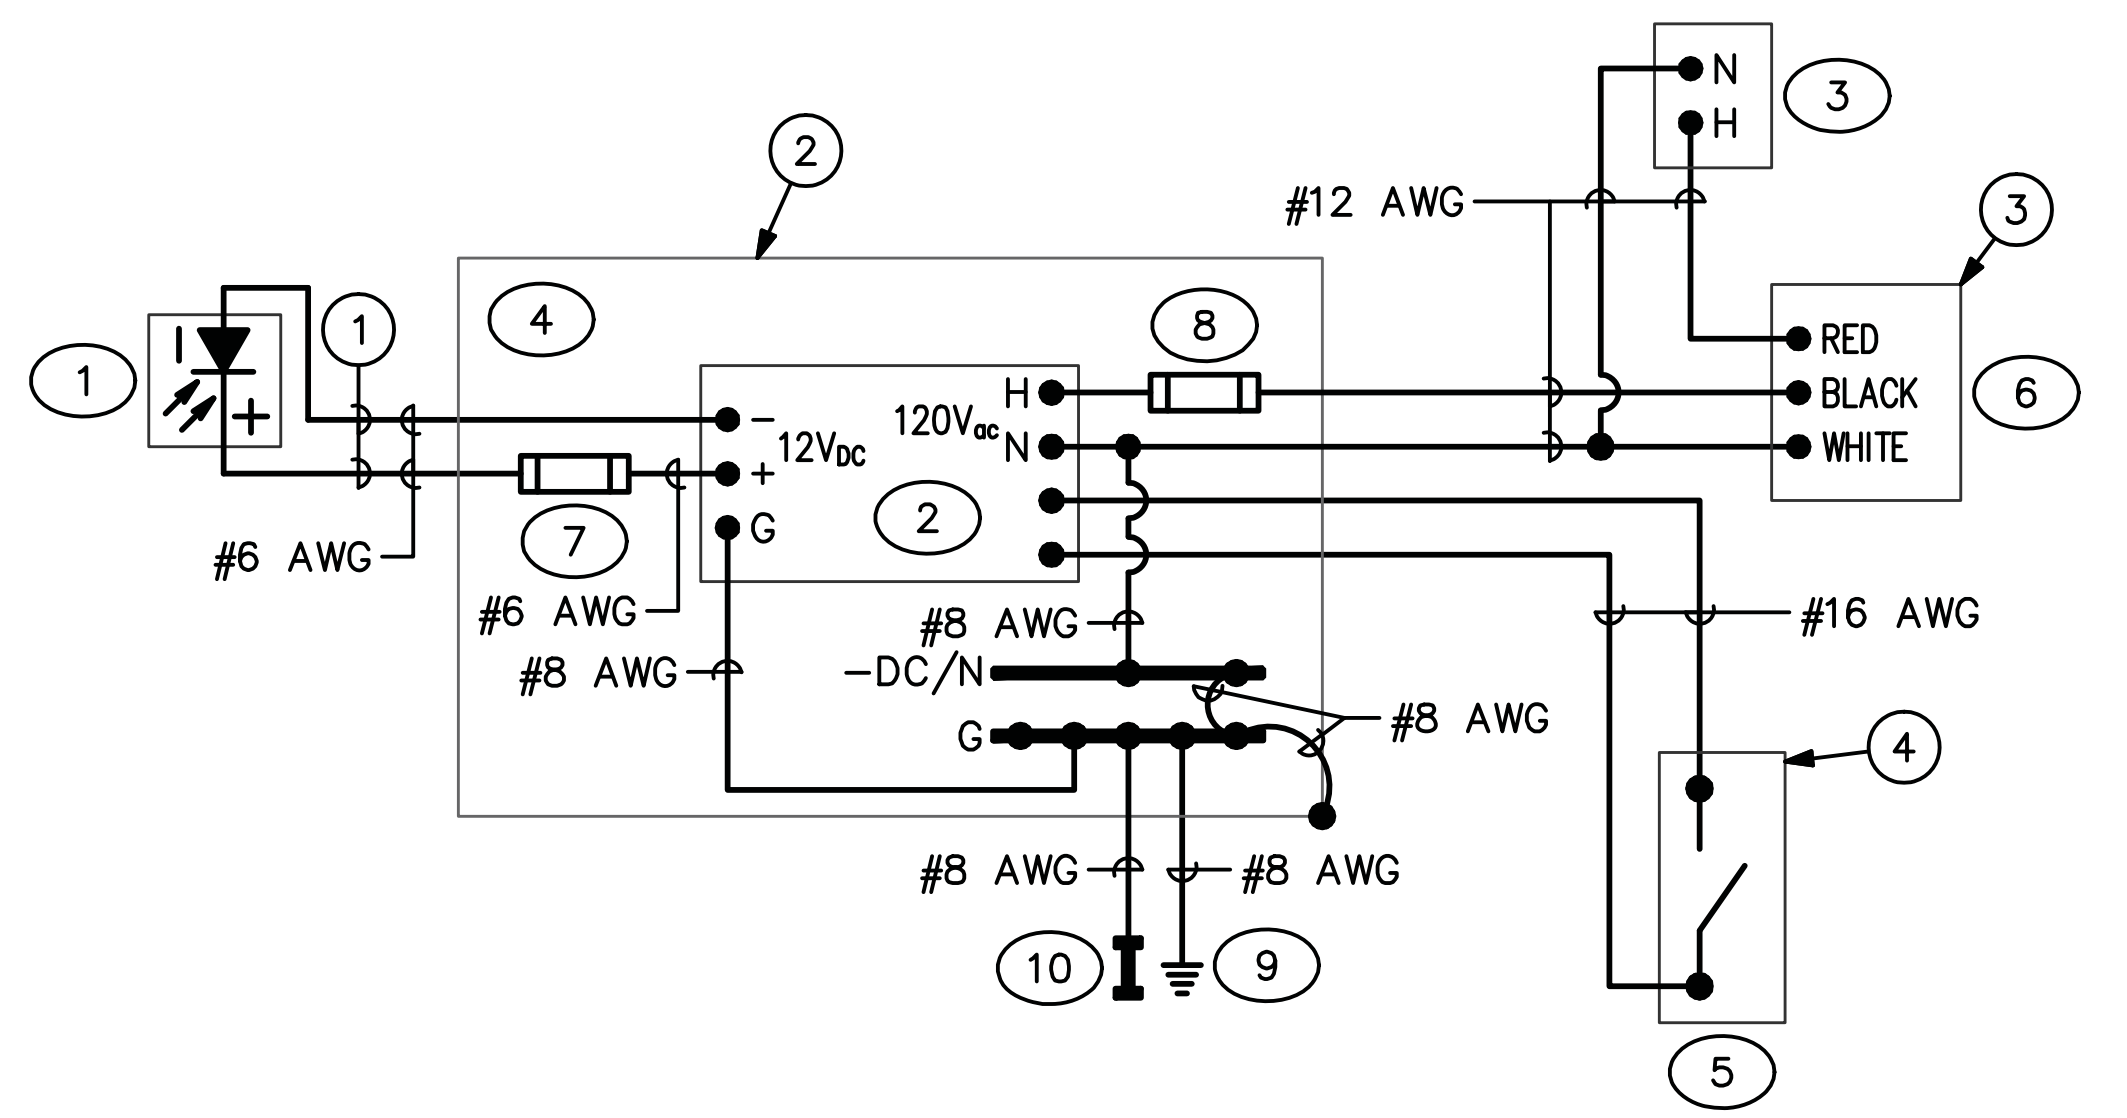 N
3
H
2
#12 AWG
3
4
8
1
RED
1
H
BLACK
6
−
120Vac
12VDC
N
WHITE
+
+
2
7
G
#6 AWG
#6 AWG
#8 AWG
#16 AWG
#8 AWG
−DC/N
#8 AWG
G
4
#8 AWG
#8 AWG
10
9
5